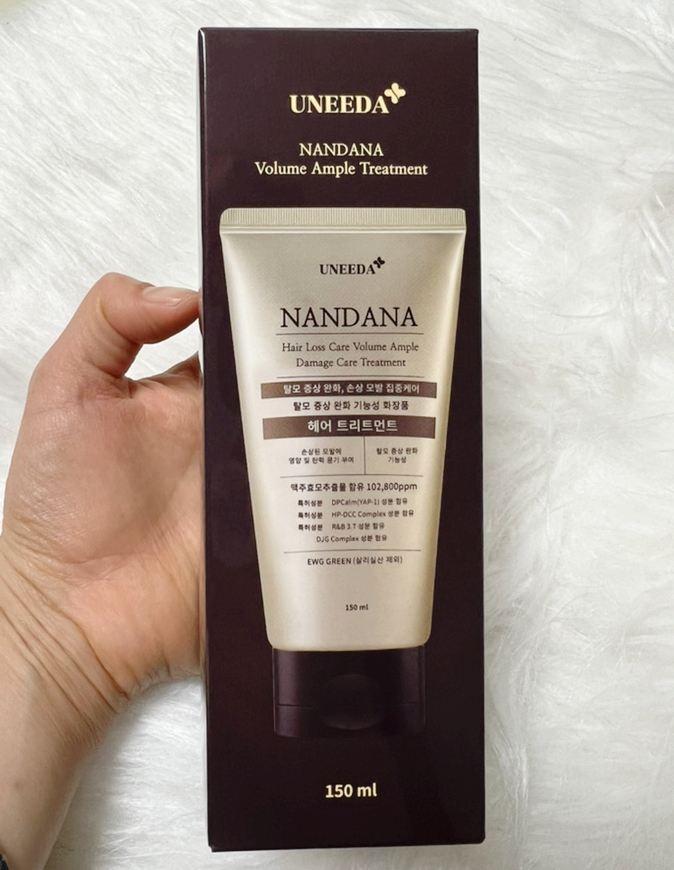 UNEEDA
NANDANA
Volume Ample Treatment
UNEEDA
NANDANA
Hair Loss Care Volume Ample
Damage Care Treatment
탈모 증상 완화, 손상 모발 집중케어
탈모 증상 완화 기능성 화장품
헤어 트리트먼트
손상된 모발에
영양 및 탄력 윤기 부여
탈모 증상 완화
기능성
맥주효모추출물 함유 102,800ppm
특허성분 DPCalm(YAP-1) 성분 함유
특허성분 HP-DCC Complex 성분 함유
특허성분 R&B 3.7 성분 함유
DJG Complex 성분 함유
EWG GREEN (살리실산 제외)
150 ml
150 ml